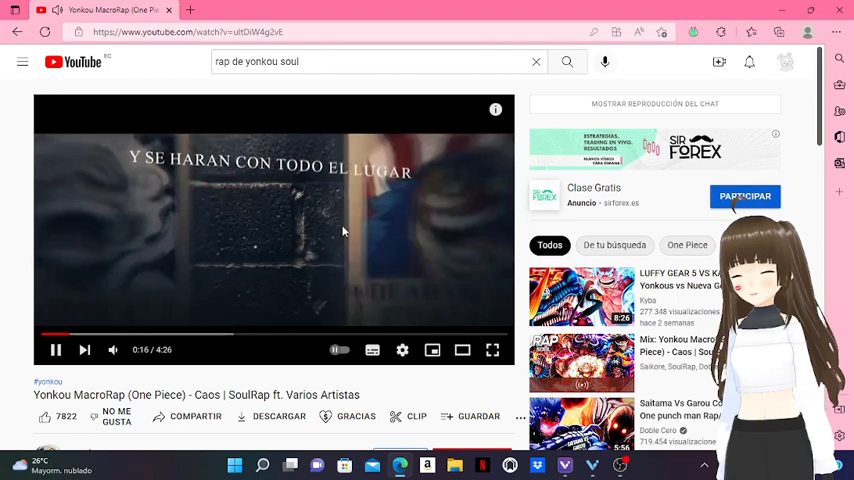 Yonkou MacroRap (One Pie
https://www.youtube.com/watch?v=ultDiW4g2vE
YouTube
EC
rap de yonkou soul
Y SE HARAN CON TODO EL LUGAR
0:16 / 4:26
#yonkou
Yonkou MacroRap (One Piece) - Caos | SoulRap ft. Varios Artistas
7822
NO ME GUSTA
COMPARTIR
DESCARGAR
GRACIAS
CLIP
GUARDAR
MOSTRAR REPRODUCCIÓN DEL CHAT
ESTRATEGIAS.
TRADING EN VIVO.
RESULTADOS
SIR
FOREX
Clase Gratis
Anuncio · sirforex.es
PARTICIPAR
Todos
De tu búsqueda
One Piece
LUFFY GEAR 5 VS
Yonkous vs Nueva
Kyba
277.348 visualizaciones
hace 2 semanas
8:26
Mix: Yonkou Macro
Piece) - Caos | Soul
Saikore, SoulRap,
RAP
Saitama Vs Garou
One punch man Rap
Doble Cero
719.454
5:56
26°C
Mayorm. nublado